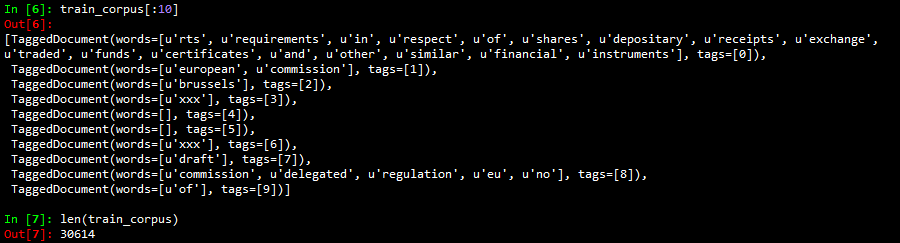 In [6]: train_corpus[:10]
Out[6]:
[TaggedDocument(words=[u'rts', u'requirements', u'in', u'respect', u'of', u'shares', u'depositary', u'receipts', u'exchange',
u'traded', u'funds', u'certificates', u'and', u'other', u'similar', u'financial', u'instruments'], tags=[0]),
 TaggedDocument(words=[u'european', u'commission'], tags=[1]),
 TaggedDocument(words=[u'brussels'], tags=[2]),
 TaggedDocument(words=[u'xxx'], tags=[3]),
 TaggedDocument(words=[], tags=[4]),
 TaggedDocument(words=[], tags=[5]),
 TaggedDocument(words=[u'xxx'], tags=[6]),
 TaggedDocument(words=[u'draft'], tags=[7]),
 TaggedDocument(words=[u'commission', u'delegated', u'regulation', u'eu', u'no'], tags=[8]),
 TaggedDocument(words=[u'of'], tags=[9])]
In [7]: len(train_corpus)
Out[7]: 30614